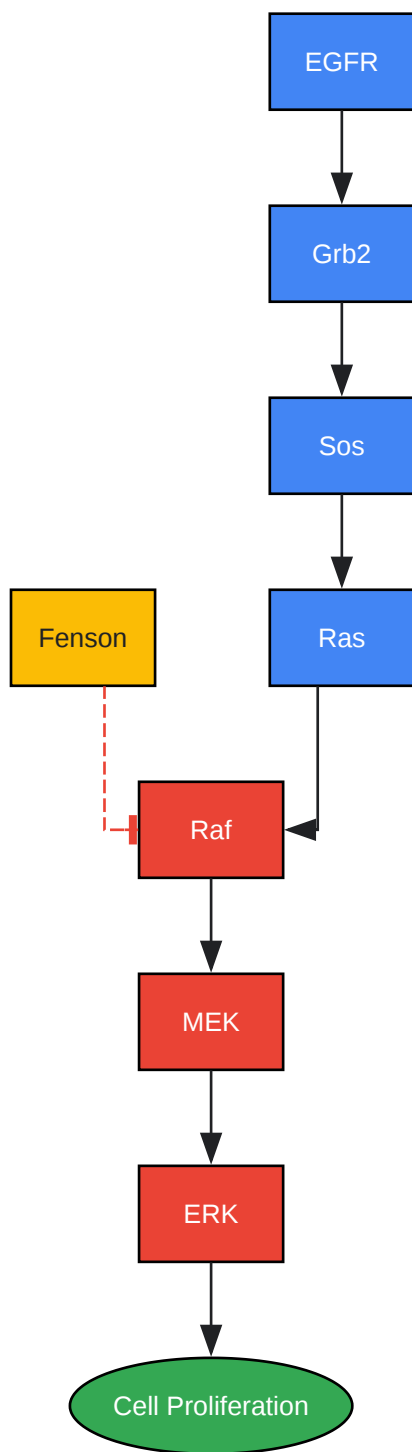 EGFR
Grb2
Sos
Fenson
Ras
Raf
MEK
ERK
Cell Proliferation